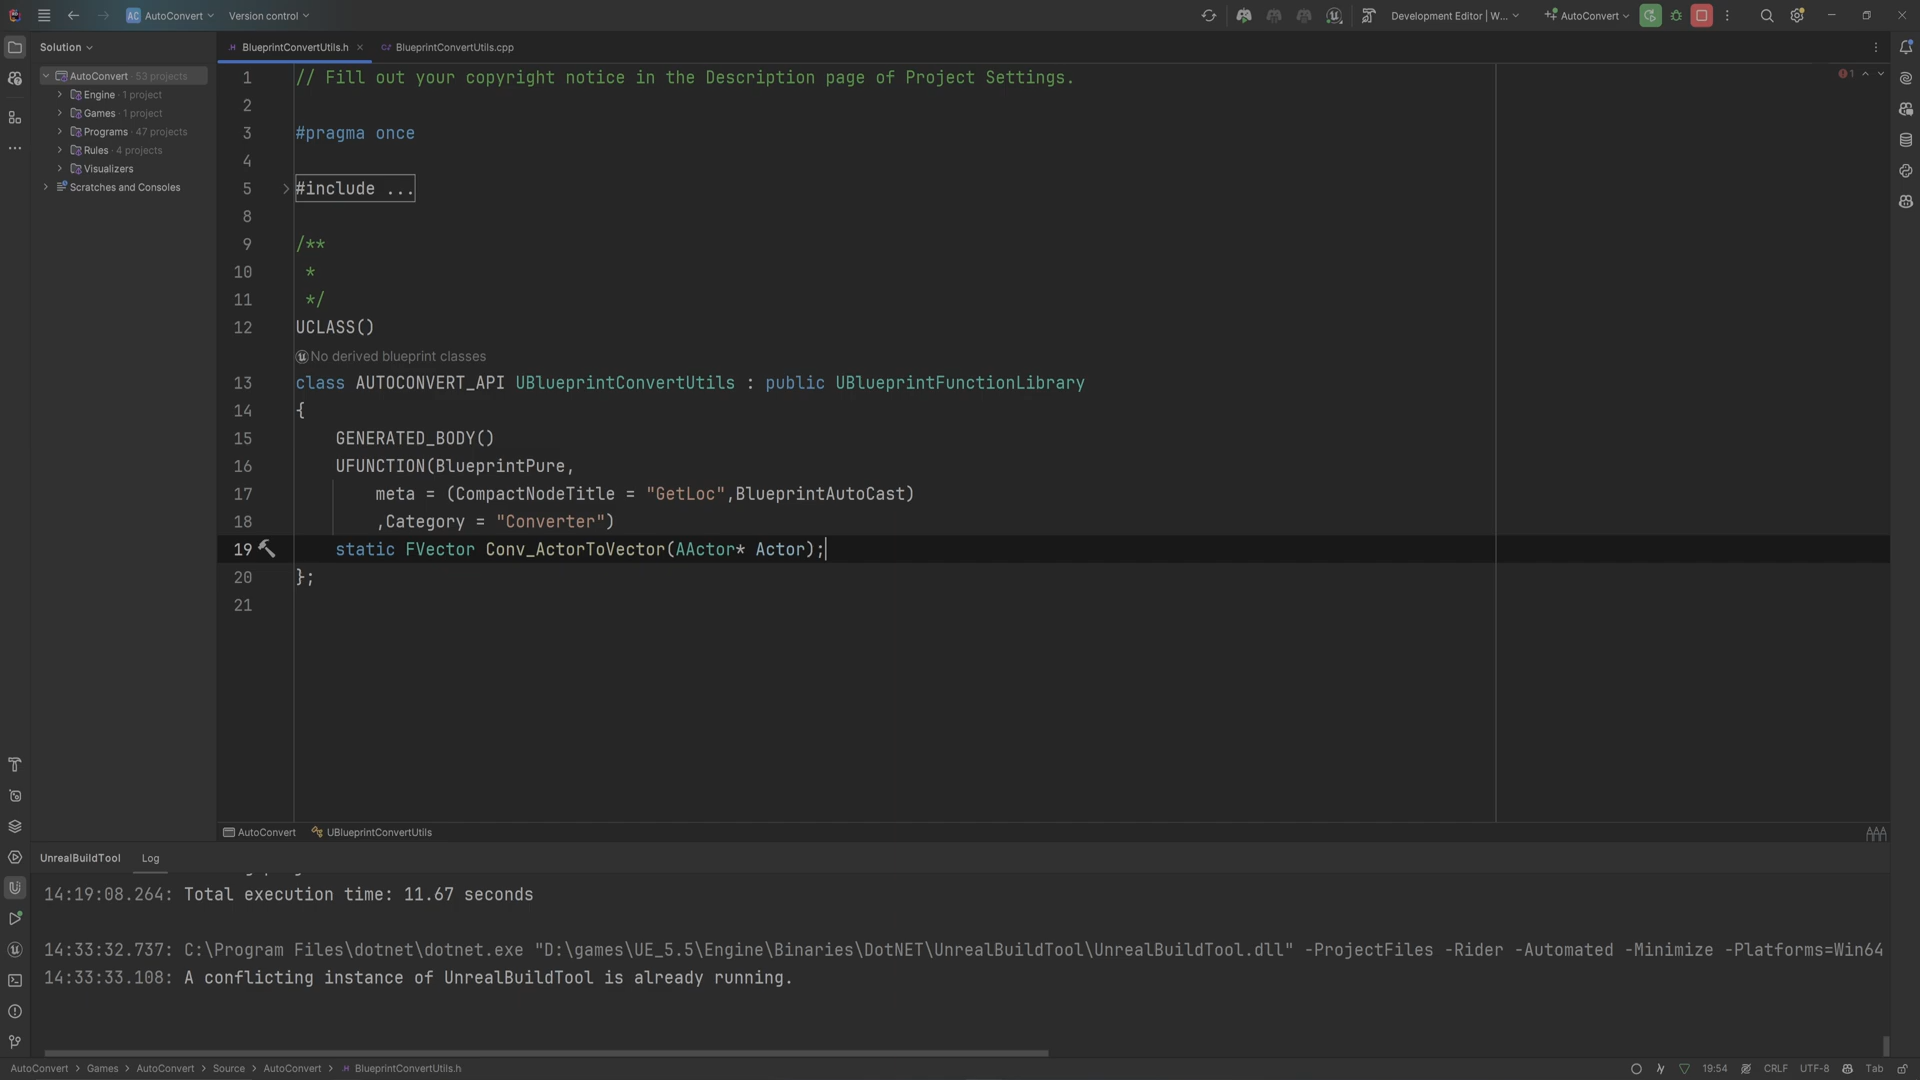 AC AutoConvert
Version control
Development Editor | W...
AutoConvert
Solution
BlueprintConvertUtils.h
BlueprintConvertUtils.cpp
AutoConvert · 53 projects
Engine · 1 project
Games · 1 project
Programs · 47 projects
Rules · 4 projects
Visualizers
Scratches and Consoles
1 // Fill out your copyright notice in the Description page of Project Settings.
2
3 #pragma once
4
5 #include ...
8
9 /**
10 *
11 */
12 UCLASS()
No derived blueprint classes
13 class AUTOCONVERT_API UBlueprintConvertUtils : public UBlueprintFunctionLibrary
14 {
15 GENERATED_BODY()
16 UFUNCTION(BlueprintPure,
17 meta = (CompactNodeTitle = "GetLoc",BlueprintAutoCast)
18 ,Category = "Converter")
19 static FVector Conv_ActorToVector(AActor* Actor);
20 };
21
1
AutoConvert UBlueprintConvertUtils
UnrealBuildTool Log
14:19:08.264: Total execution time: 11.67 seconds
14:33:32.737: C:\Program Files\dotnet\dotnet.exe "D:\games\UE_5.5\Engine\Binaries\DotNET\UnrealBuildTool\UnrealBuildTool.dll" -ProjectFiles -Rider -Automated -Minimize -Platforms=Win64
14:33:33.108: A conflicting instance of UnrealBuildTool is already running.
AutoConvert > Games > AutoConvert > Source > AutoConvert > BlueprintConvertUtils.h
19:54 CRLF UTF-8 Tab